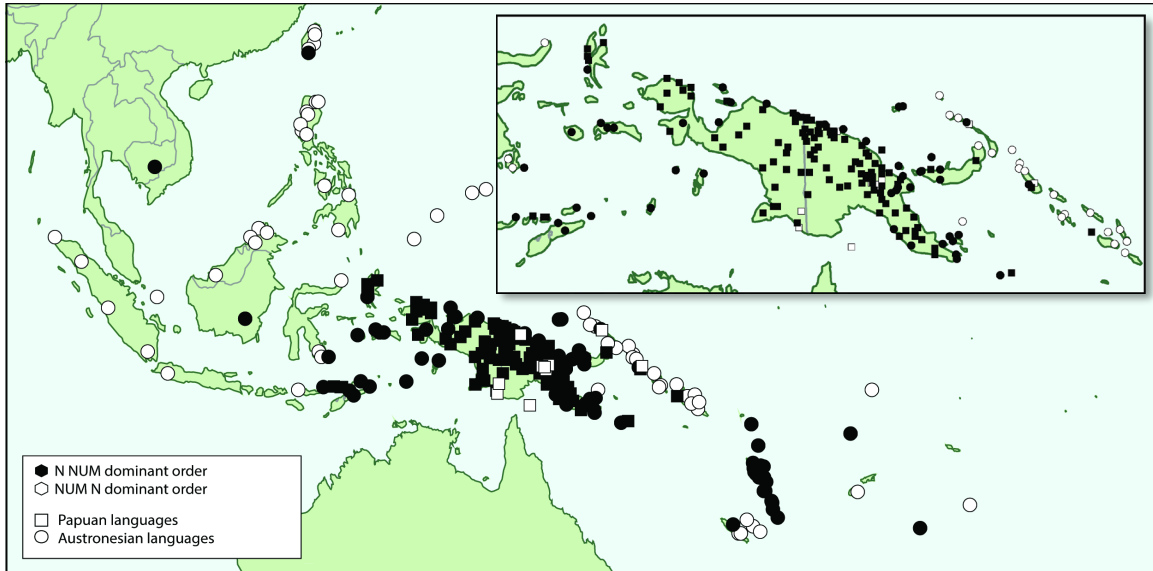 N NUM dominant order
NUM N dominant order
Papuan languages
Austronesian languages